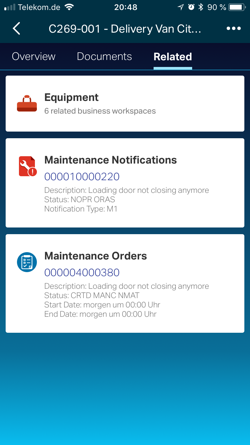 Telekom.de
20:48
90 %
C269-001 - Delivery Van Cit...
Overview
Documents
Related
Equipment
6 related business workspaces
Maintenance Notifications
000010000220
Description: Loading door not closing anymore
Status: NOPR ORAS
Notification Type: M1
Maintenance Orders
000004000380
Description: Loading door not closing anymore
Status: CRTD MANC NMAT
Start Date: morgen um 00:00 Uhr
End Date: morgen um 00:00 Uhr